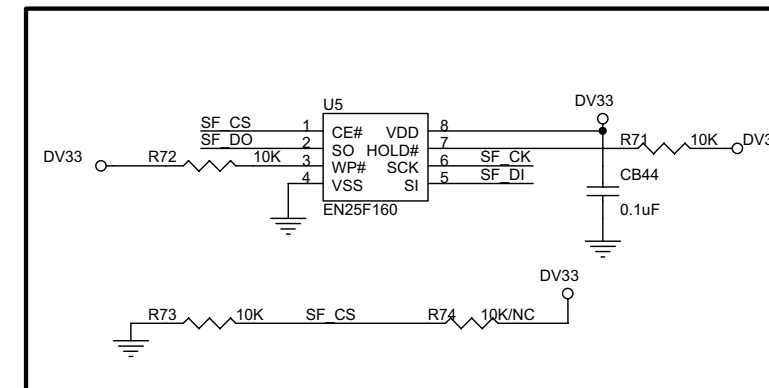 U5
DV33
SF_CS 1 CE# VDD 8
SF_DO 2 SO HOLD# 7 R71 10K DV3
DV33 R72 10K 3 WP# SCK 6 SF_CK
4 VSS SI 5 SF_DI
CB44
EN25F160 0.1uF
DV33
R73 10K SF_CS R74 10K/NC